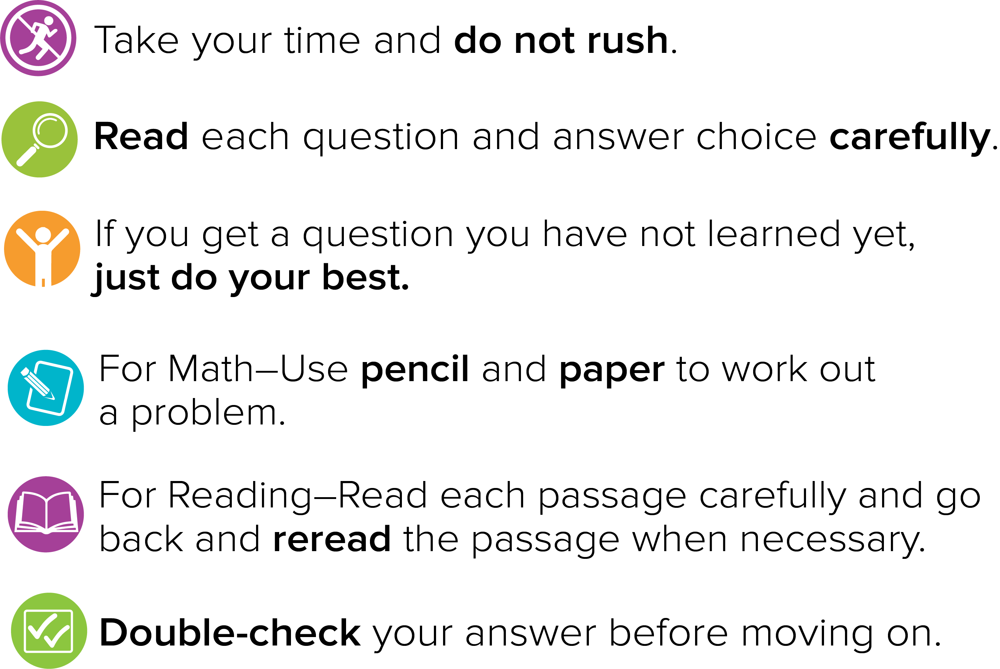 Take your time and do not rush.
Read each question and answer choice carefully.
If you get a question you have not learned yet,
just do your best.
For Math—Use pencil and paper to work out
a problem.
For Reading—Read each passage carefully and go
back and reread the passage when necessary.
Double-check your answer before moving on.